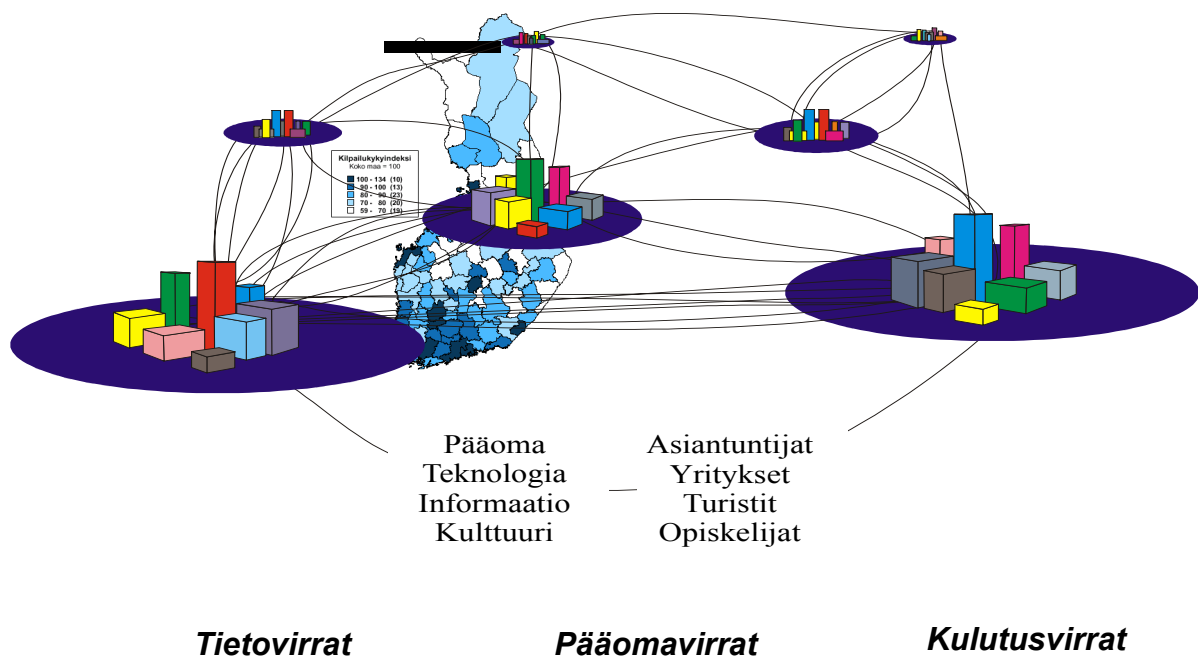 Kilpailukykyindeksi
Koko maa = 100
100 - 134 (10)
90 - 100 (13)
80 - 90 (23)
70 - 80 (20)
59 - 70 (19)
Pääoma
Teknologia
Informaatio
Kulttuuri
Asiantuntijat
Yritykset
Turistit
Opiskelijat
Tietovirrat
Pääomavirrat
Kulutusvirrat